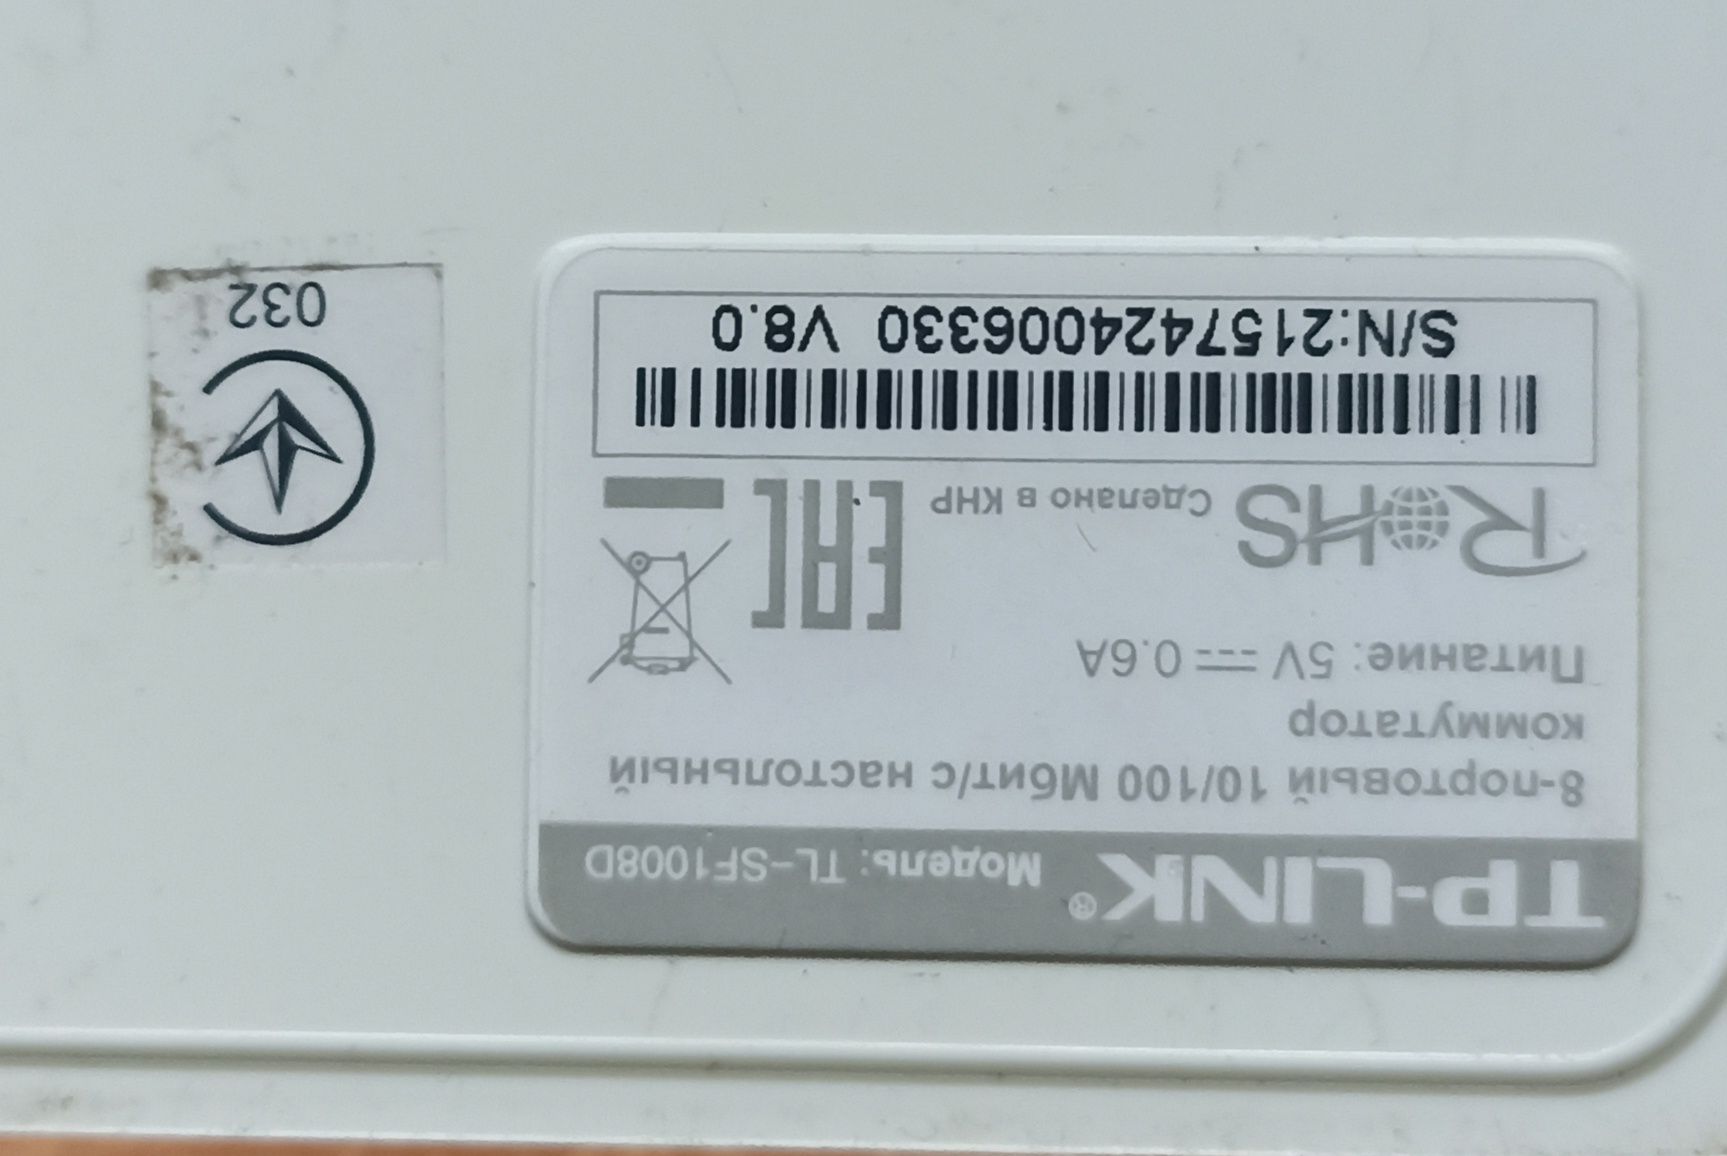 TP-LINK® Модель: TL-SF1008D
8-портовый 10/100 Мбит/с настольный
коммутатор
Питание: 5V 0.6A
RoHS Сделано в КНР EAC
S/N:2157424006330 V8.0
032